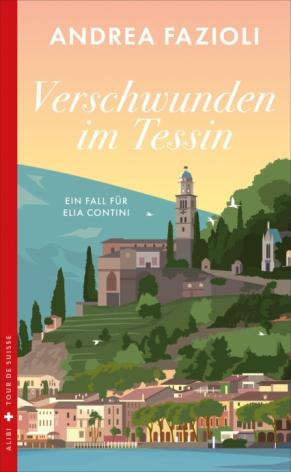 ANDREA FAZIOLI
Verschwunden
im Tessin
EIN FALL FÜR
ELIA CONTINI
ALIBI + TOUR DE SUISSE